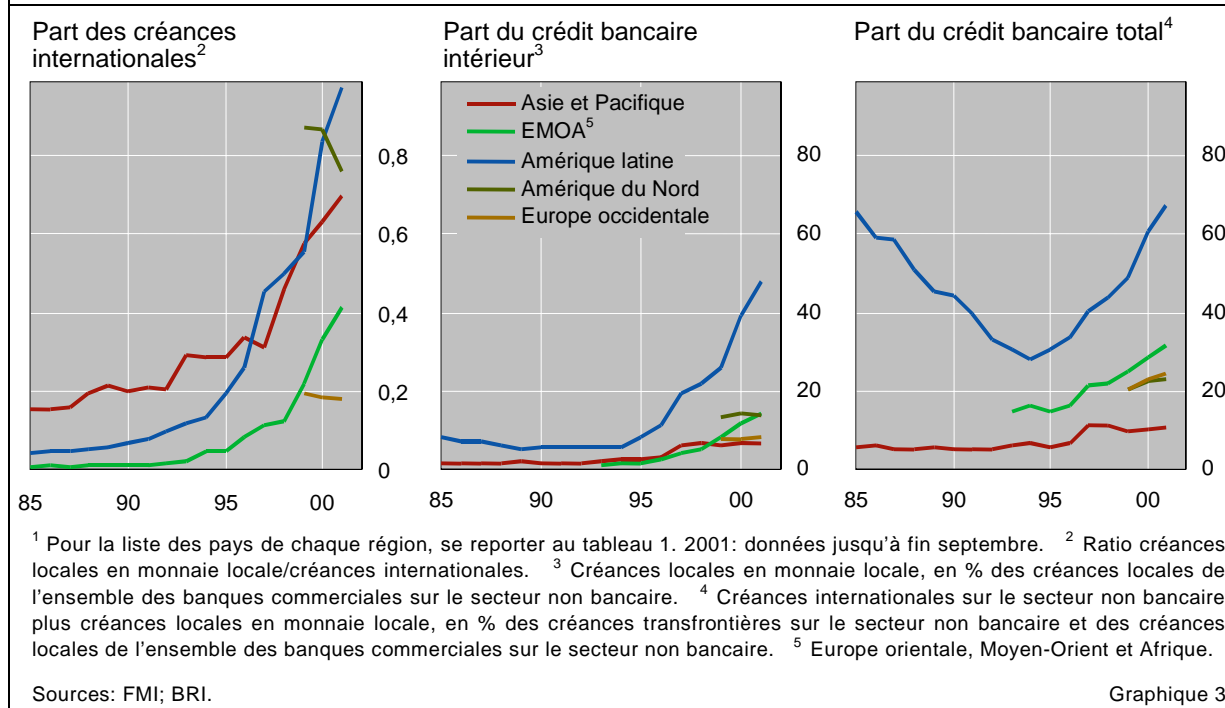 Part des créances
internationales²
Part du crédit bancaire
intérieur³
Part du crédit bancaire total⁴
Asie et Pacifique
EMOA⁵
Amérique latine
Amérique du Nord
Europe occidentale
0,8
0,6
0,4
0,2
0
85 90 95 00
80
60
40
20
0
85 90 95 00
80
60
40
20
0
85 90 95 00
¹ Pour la liste des pays de chaque région, se reporter au tableau 1. 2001: données jusqu'à fin septembre. ² Ratio créances
locales en monnaie locale/créances internationales. ³ Créances locales en monnaie locale, en % des créances locales de
l'ensemble des banques commerciales sur le secteur non bancaire. ⁴ Créances internationales sur le secteur non bancaire
plus créances locales en monnaie locale, en % des créances transfrontières sur le secteur non bancaire et des créances
locales de l'ensemble des banques commerciales sur le secteur non bancaire. ⁵ Europe orientale, Moyen-Orient et Afrique.
Sources: FMI; BRI. Graphique 3